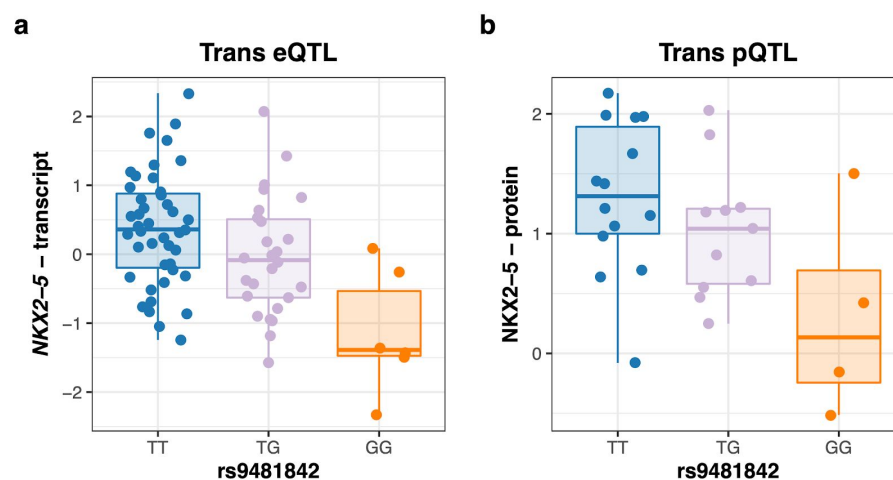 a
Trans eQTL
NKX2–5 – transcript
2
1
0
−1
−2
TT
TG
GG
rs9481842
b
Trans pQTL
NKX2–5 – protein
2
1
0
TT
TG
GG
rs9481842